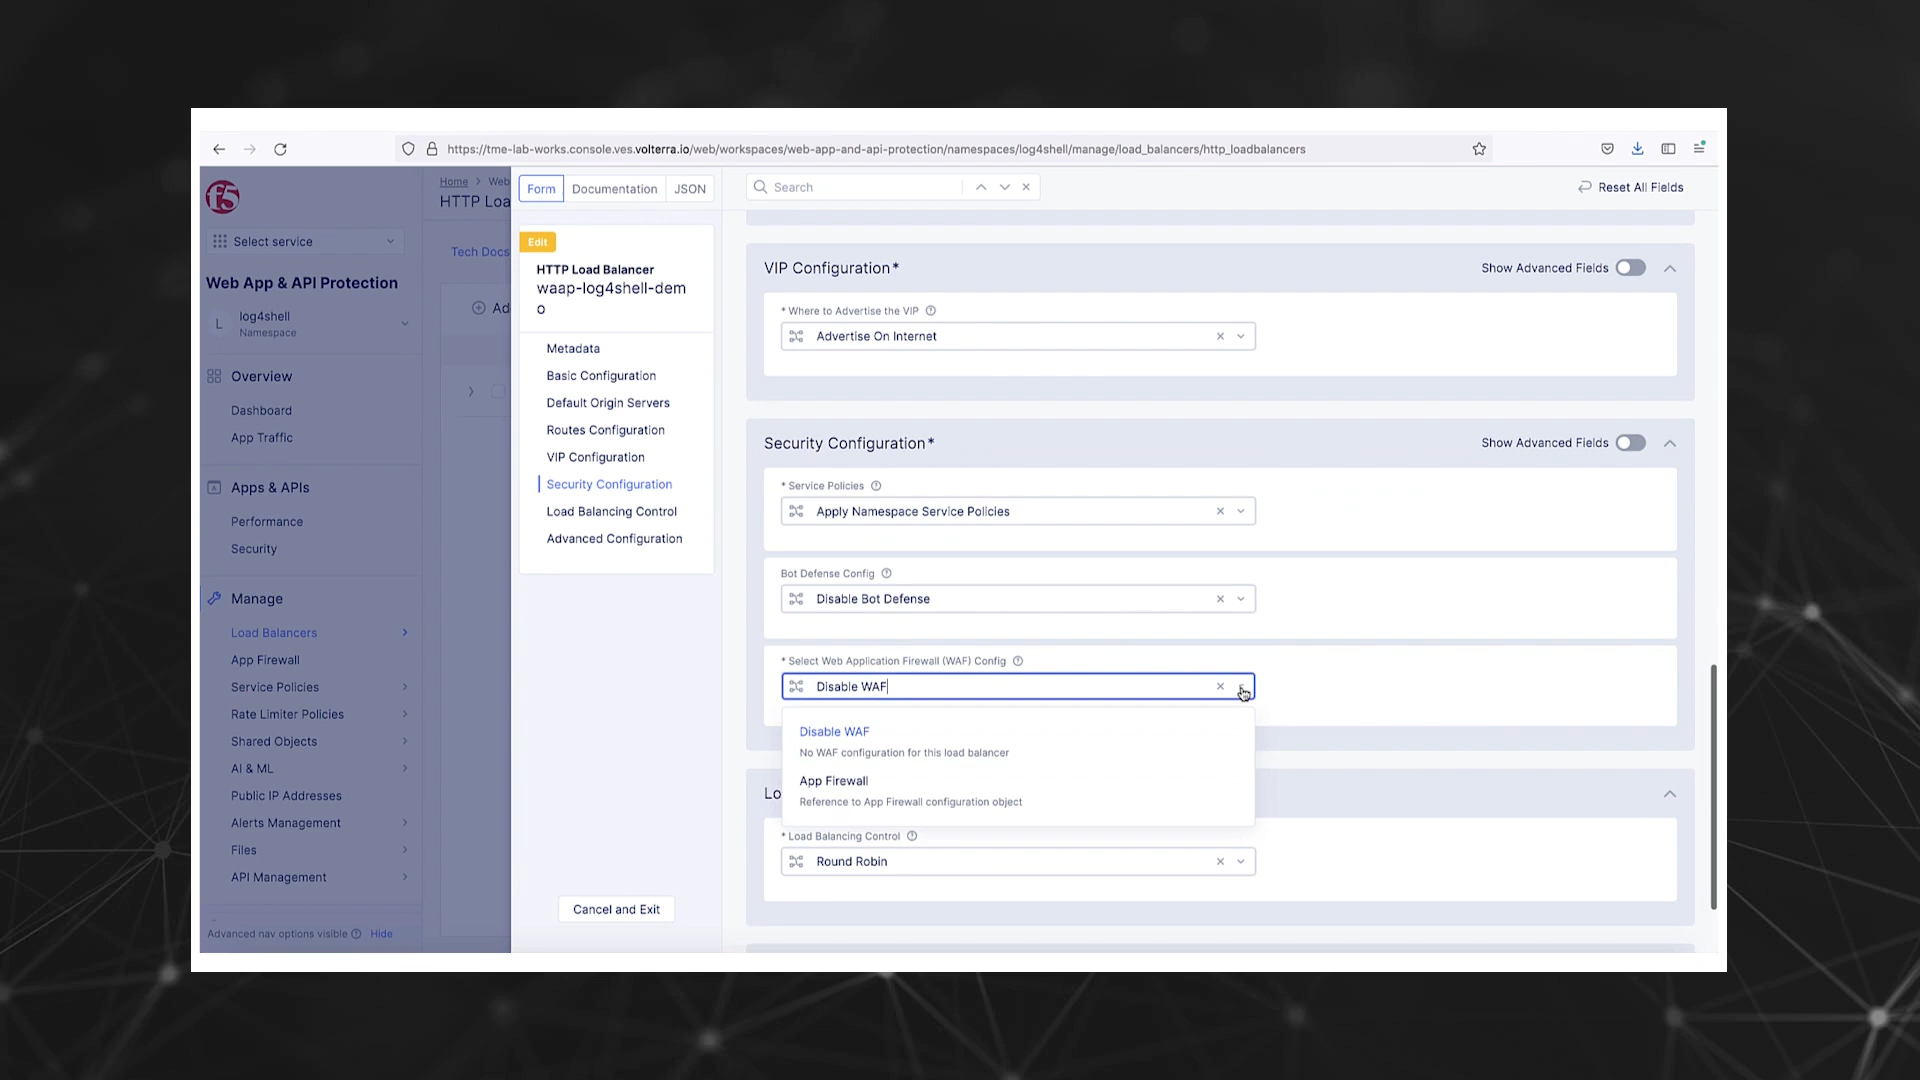 https://tme-lab-works.console.ves.volterra.io/web/workspaces/web-app-and-api-protection/namespaces/log4shell/manage/load_balancers/http_loadbalancers
f5
Select service
Web App & API Protection
L
log4shell
Namespace
Overview
Dashboard
App Traffic
Apps & APIs
Performance
Security
Manage
Load Balancers
App Firewall
Service Policies
Rate Limiter Policies
Shared Objects
AI & ML
Public IP Addresses
Alerts Management
Files
API Management
Advanced nav options visible
Hide
Home > Web
HTTP Loa
Tech Docs
Ad
Form
Documentation
JSON
Edit
HTTP Load Balancer
waap-log4shell-dem
o
Metadata
Basic Configuration
Default Origin Servers
Routes Configuration
VIP Configuration
Security Configuration
Load Balancing Control
Advanced Configuration
Cancel and Exit
Search
Reset All Fields
VIP Configuration*
Show Advanced Fields
* Where to Advertise the VIP
Advertise On Internet
Security Configuration*
Show Advanced Fields
* Service Policies
Apply Namespace Service Policies
Bot Defense Config
Disable Bot Defense
* Select Web Application Firewall (WAF) Config
Disable WAF
Disable WAF
No WAF configuration for this load balancer
App Firewall
Reference to App Firewall configuration object
Lo
* Load Balancing Control
Round Robin